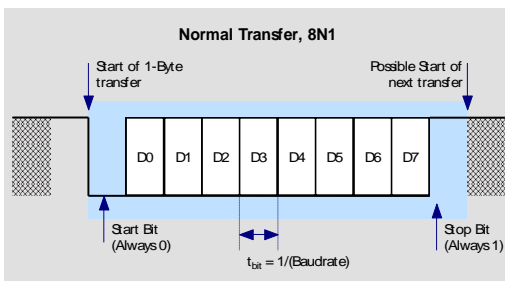 Normal Transfer, 8N1
Start of 1-Byte
transfer
Possible Start of
next transfer
D0 D1 D2 D3 D4 D5 D6 D7
Start Bit
(Always 0)
Stop Bit
(Always 1)
tbit = 1/(Baudrate)